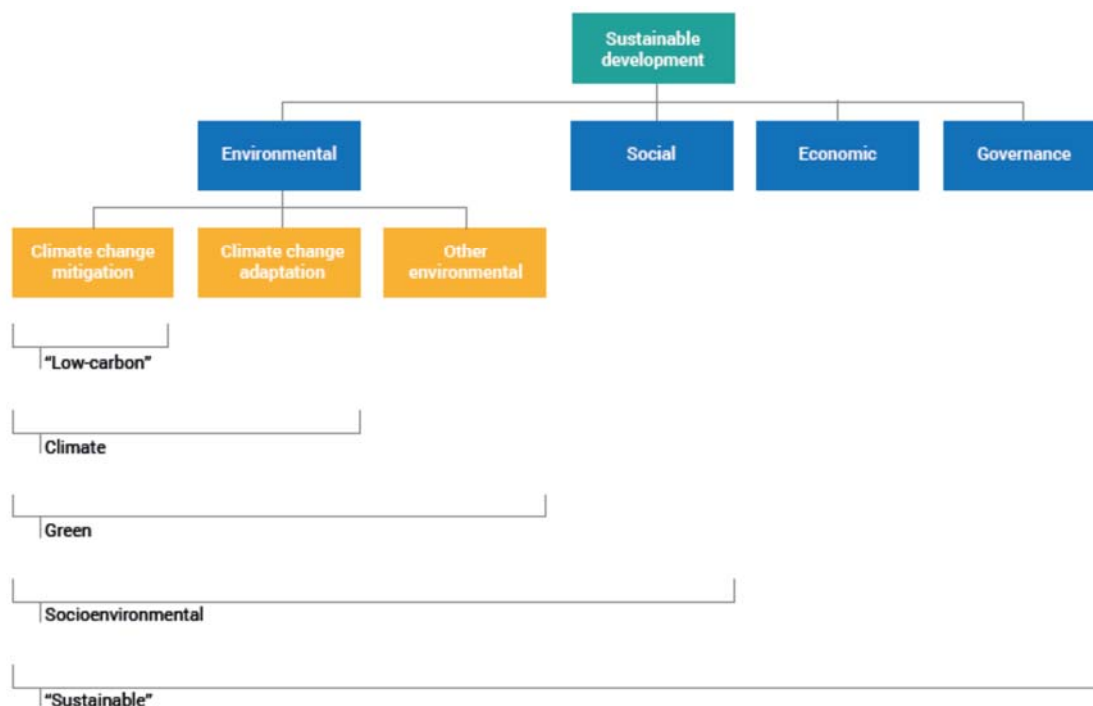 Sustainable
development
Environmental
Social
Economic
Governance
Climate change
mitigation
Climate change
adaptation
Other
environmental
“Low-carbon”
Climate
Green
Socioenvironmental
“Sustainable”